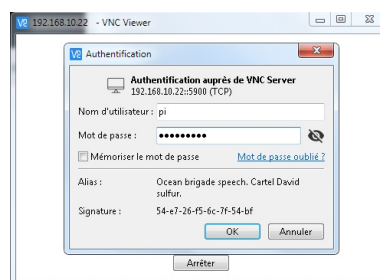 VE 192.168.10.22 - VNC Viewer
VE Authentification
Authentification auprès de VNC Server
192.168.10.22::5900 (TCP)
Nom d'utilisateur : pi
Mot de passe : •••••••••
Mémoriser le mot de passe Mot de passe oublié ?
Alias : Ocean brigade speech. Cartel David
sulfur.
Signature : 54-e7-26-f5-6c-7f-54-bf
OK Annuler
Arrêter